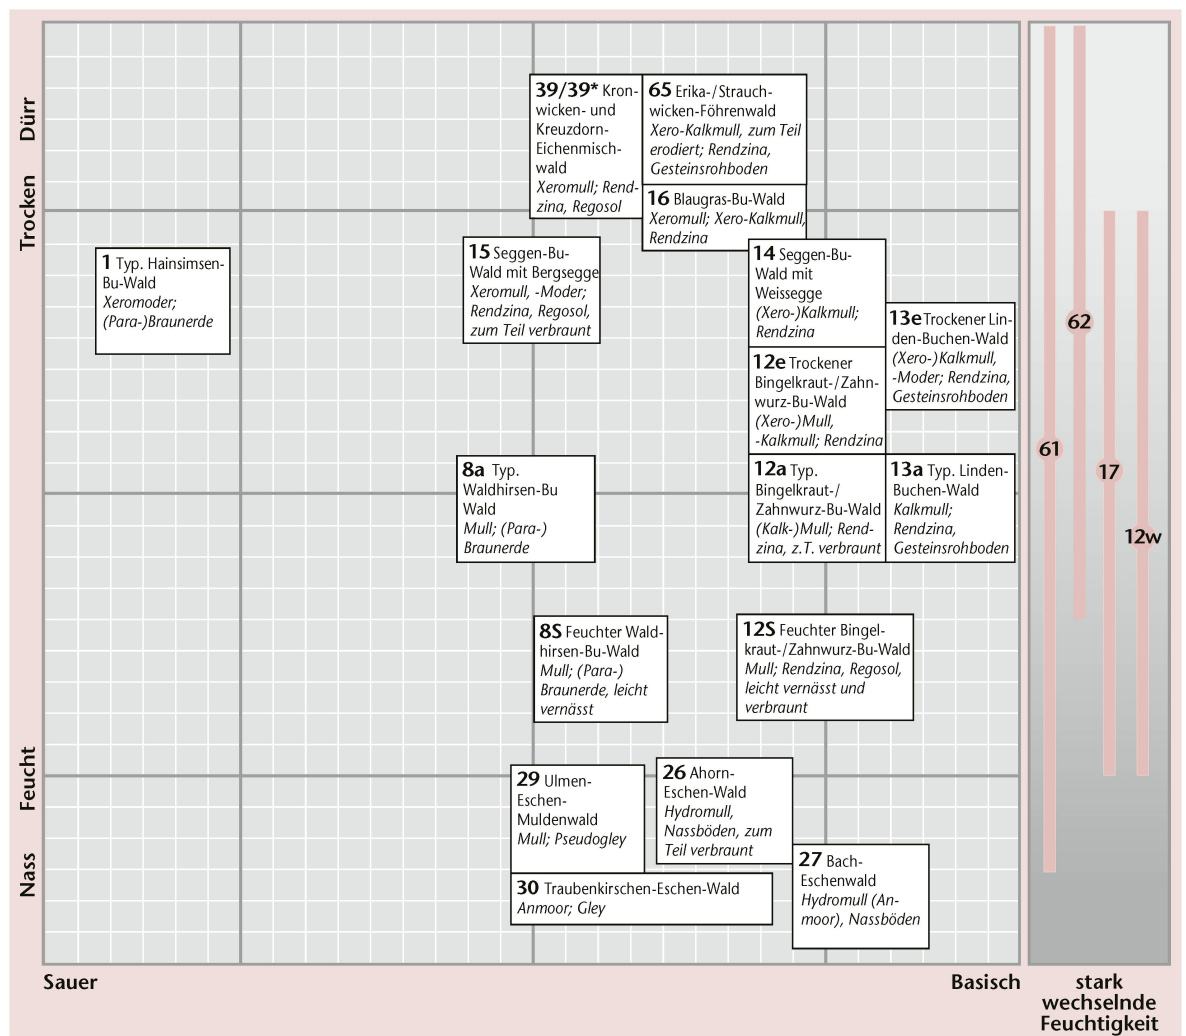 Dürr
Trocken
Feucht
Nass
39/39* Kron-
wicken- und
Kreuzdorn-
Eichenmisch-
wald
Xeromull; Rend-
zina, Regosol
65 Erika-/Strauch-
wicken-Föhrenwald
Xero-Kalkmull, zum Teil
erodiert; Rendzina,
Gesteinsrohboden
16 Blaugras-Bu-Wald
Xeromull; Xero-Kalkmull,
Rendzina
1 Typ. Hainsimsen-
Bu-Wald
Xeromoder;
(Para-)Braunerde
15 Seggen-Bu-
Wald mit Bergsegge
Xeromull, -Moder;
Rendzina, Regosol,
zum Teil verbraunt
14 Seggen-Bu-
Wald mit
Weissegge
(Xero-)Kalkmull;
Rendzina
13e Trockener Lin-
den-Buchen-Wald
(Xero-)Kalkmull,
-Moder; Rendzina,
Gesteinsrohboden
12e Trockener
Bingelkraut-/Zahn-
wurz-Bu-Wald
(Xero-)Mull,
-Kalkmull; Rendzina
8a Typ.
Waldhirsen-Bu
Wald
Mull; (Para-)
Braunerde
12a Typ.
Bingelkraut-/
Zahnwurz-Bu-Wald
(Kalk-)Mull; Rend-
zina, z.T. verbraunt
13a Typ. Linden-
Buchen-Wald
Kalkmull;
Rendzina,
Gesteinsrohboden
8S Feuchter Wald-
hirsen-Bu-Wald
Mull; (Para-)
Braunerde, leicht
vernässt
12S Feuchter Bingel-
kraut-/Zahnwurz-Bu-Wald
Mull; Rendzina, Regosol,
leicht vernässt und
verbraunt
29 Ulmen-
Eschen-
Muldenwald
Mull; Pseudogley
26 Ahorn-
Eschen-Wald
Hydromull,
Nassböden, zum
Teil verbraunt
27 Bach-
Eschenwald
Hydromull (An-
moor), Nassböden
30 Traubenkirschen-Eschen-Wald
Anmoor; Gley
62
61
17
12w
Sauer
Basisch
stark
wechselnde
Feuchtigkeit